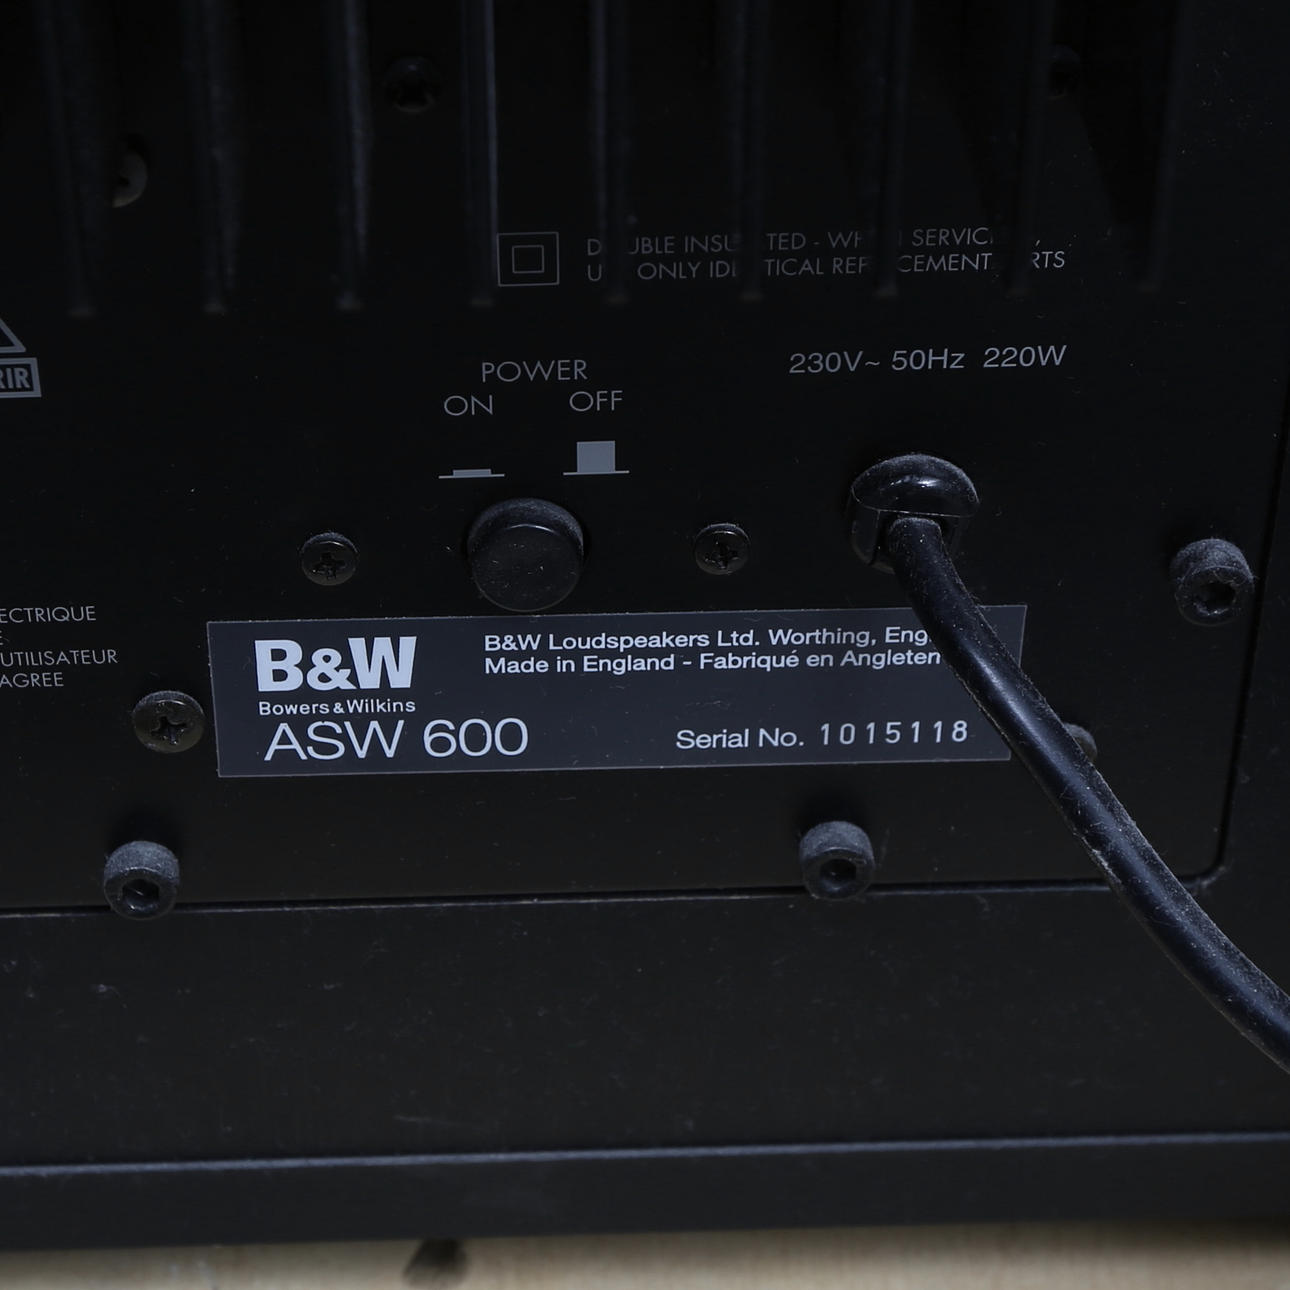 DOUBLE INSULATED - WHEN SERVICING
USE ONLY IDENTICAL REPLACEMENT PARTS
230V~ 50Hz 220W
POWER
ON OFF
ECTRIQUE
UTILISATEUR
AGREE
B&W
Bowers & Wilkins
ASW 600
B&W Loudspeakers Ltd. Worthing, Eng
Made in England - Fabriqué en Angleter
Serial No. 1015118